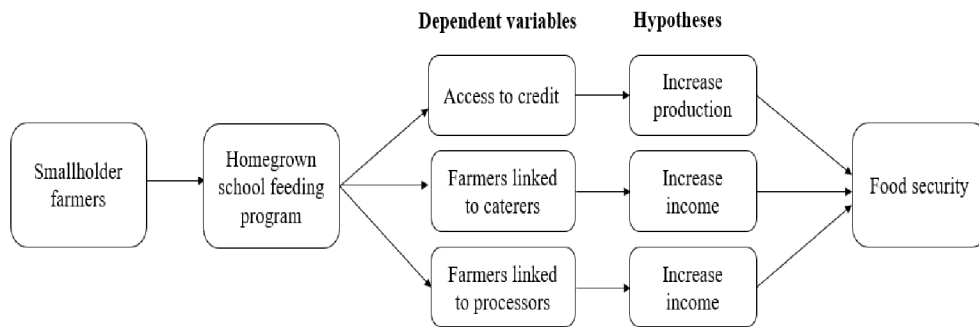 Dependent variables
Hypotheses
Smallholder
farmers
Homegrown
school feeding
program
Access to credit
Increase
production
Farmers linked
to caterers
Increase
income
Farmers linked
to processors
Increase
income
Food security